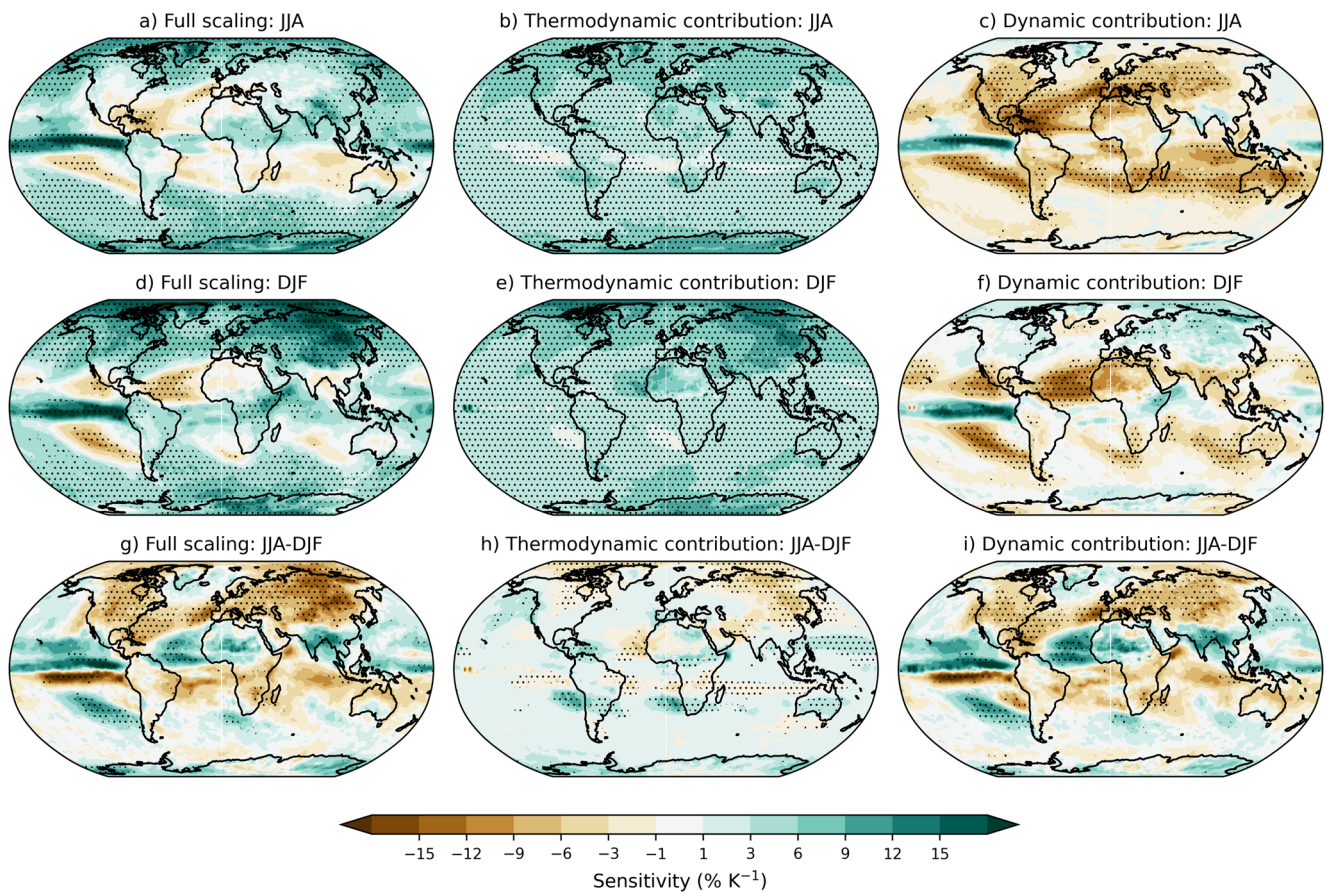 a) Full scaling: JJA
b) Thermodynamic contribution: JJA
c) Dynamic contribution: JJA
d) Full scaling: DJF
e) Thermodynamic contribution: DJF
f) Dynamic contribution: DJF
g) Full scaling: JJA-DJF
h) Thermodynamic contribution: JJA-DJF
i) Dynamic contribution: JJA-DJF
−15 −12 −9 −6 −3 −1 1 3 6 9 12 15
Sensitivity (% K⁻¹)